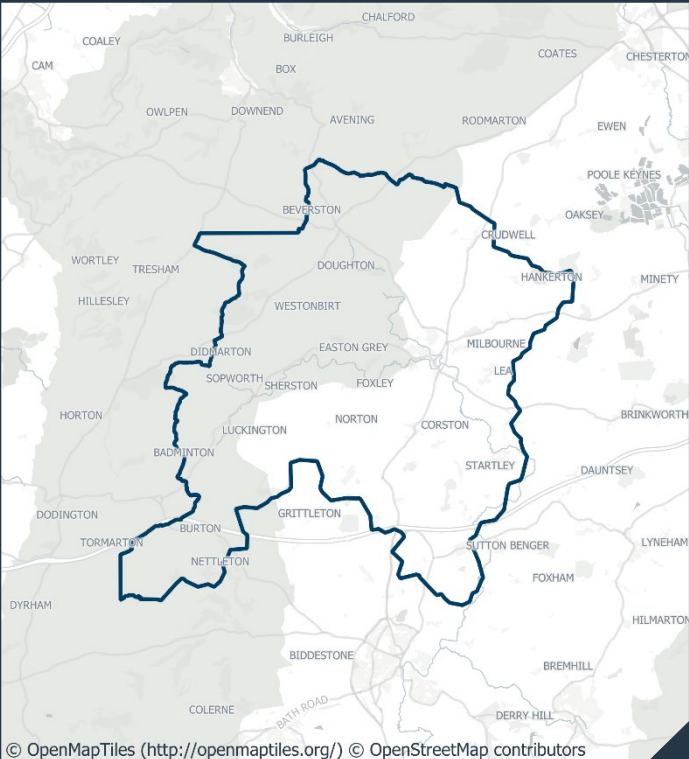 CHALFORD
COALEY
BURLEIGH
COATES
CHESTERTON
CAM
BOX
OWLPEN
DOWNEND
AVENING
RODMARTON
EWEN
POOLE KEYNES
BEVERSTON
OAKSEY
CRUDWELL
WORTLEY
TRESHAM
DOUGHTON
HANKERTON
MINETY
HILLESLEY
WESTONBIRT
DIDMARTON
EASTON GREY
MILBOURNE
LEA
SOPWORTH
SHERSTON
FOXLEY
HORTON
NORTON
CORSTON
BRINKWORTH
LUCKINGTON
BADMINTON
STARTLEY
DAUNTSEY
DODINGTON
GRITTLETON
BURTON
TORMARTON
SUTTON BENGER
LYNEHAM
NETTLETON
FOXHAM
DYRHAM
HILMARTON
BIDDESTONE
BREMHILL
COLERNE
BATH ROAD
DERRY HILL
© OpenMapTiles (http://openmaptiles.org/) © OpenStreetMap contributors